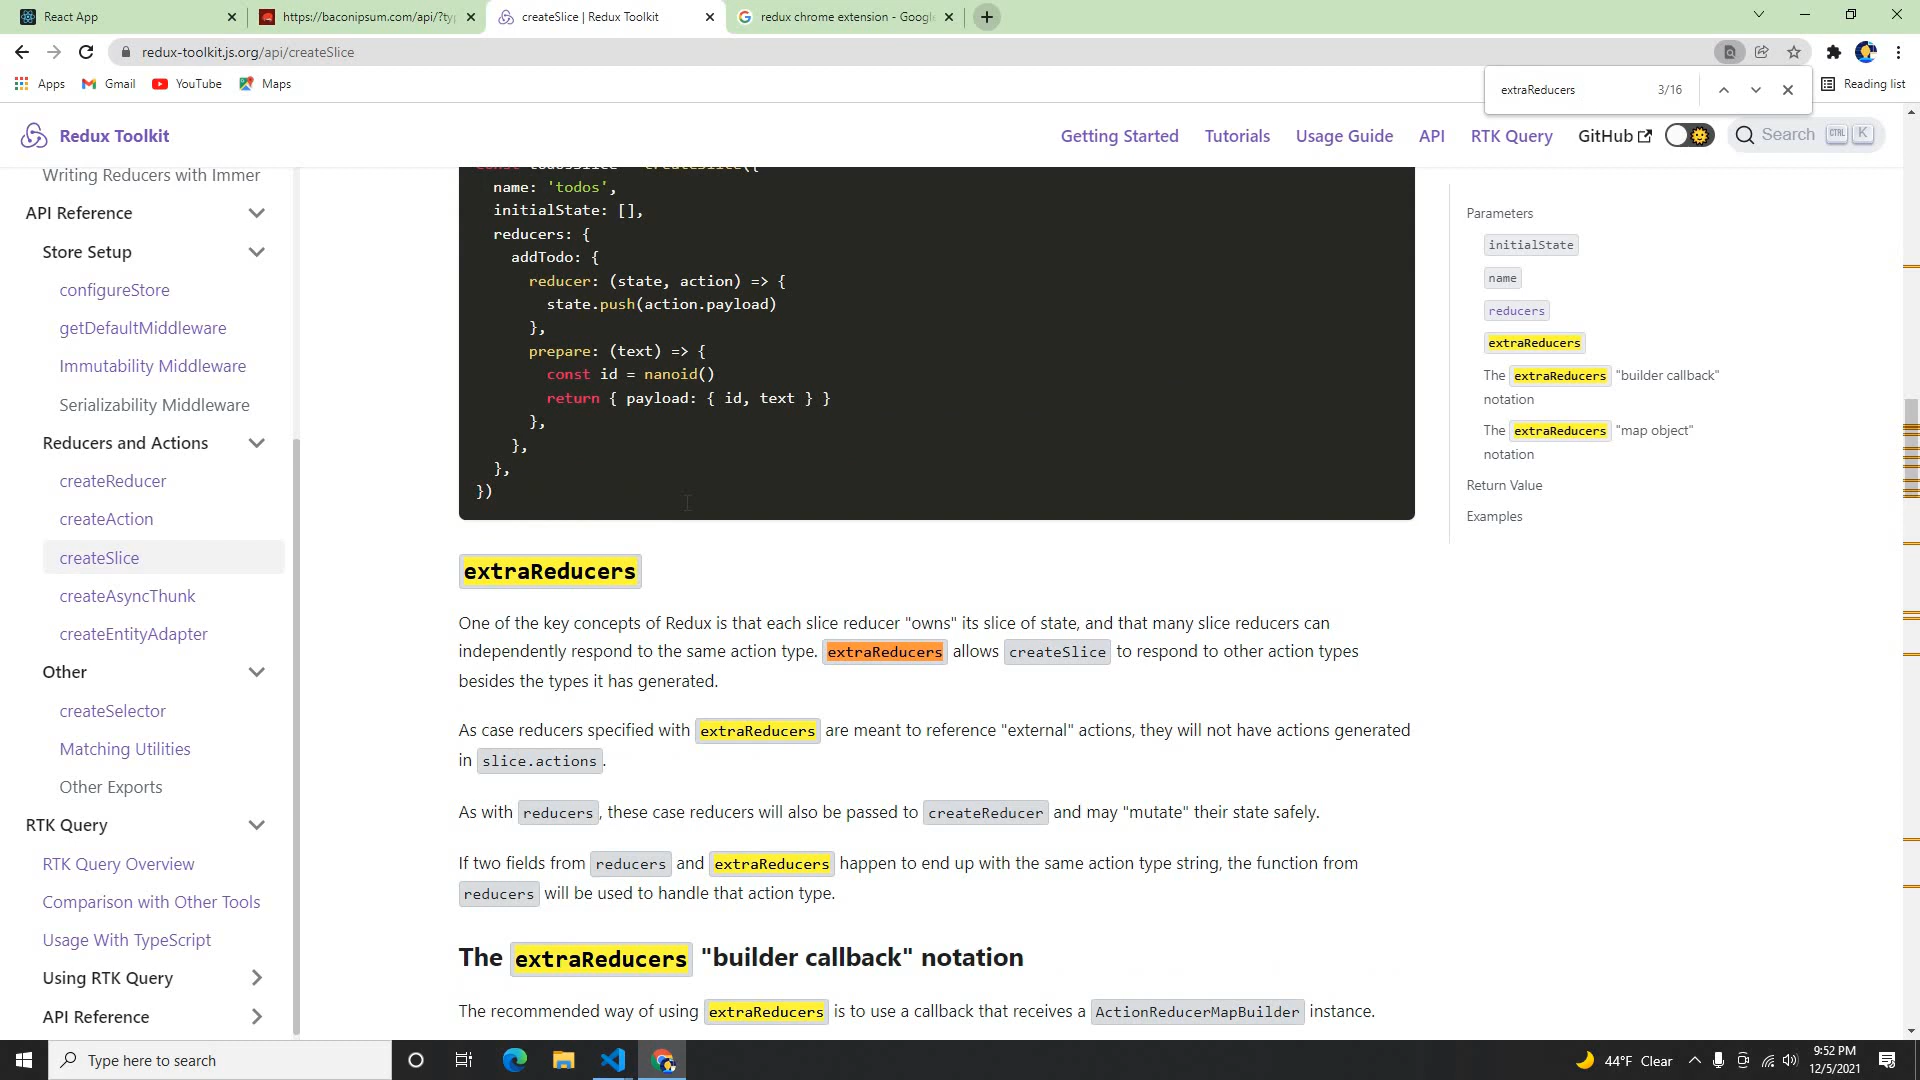 React App
https://baconipsum.com/api/?typ
createSlice | Redux Toolkit
redux chrome extension - Google
redux-toolkit.js.org/api/createSlice
Apps
Gmail
YouTube
Maps
extraReducers
3/16
Reading list
Redux Toolkit
Getting Started
Tutorials
Usage Guide
API
RTK Query
GitHub
Search
CTRL
K
Writing Reducers with Immer
API Reference
Store Setup
configureStore
getDefaultMiddleware
Immutability Middleware
Serializability Middleware
Reducers and Actions
createReducer
createAction
createSlice
createAsyncThunk
createEntityAdapter
Other
createSelector
Matching Utilities
Other Exports
RTK Query
RTK Query Overview
Comparison with Other Tools
Usage With TypeScript
Using RTK Query
API Reference
const todosSlice = createSlice({
name: 'todos',
initialState: [],
reducers: {
addTodo: {
reducer: (state, action) => {
state.push(action.payload)
},
prepare: (text) => {
const id = nanoid()
return { payload: { id, text } }
},
},
},
})
extraReducers
One of the key concepts of Redux is that each slice reducer "owns" its slice of state, and that many slice reducers can
independently respond to the same action type. extraReducers allows createSlice to respond to other action types
besides the types it has generated.
As case reducers specified with extraReducers are meant to reference "external" actions, they will not have actions generated
in slice.actions.
As with reducers, these case reducers will also be passed to createReducer and may "mutate" their state safely.
If two fields from reducers and extraReducers happen to end up with the same action type string, the function from
reducers will be used to handle that action type.
The extraReducers "builder callback" notation
The recommended way of using extraReducers is to use a callback that receives a ActionReducerMapBuilder instance.
Parameters
initialState
name
reducers
extraReducers
The extraReducers "builder callback"
notation
The extraReducers "map object"
notation
Return Value
Examples
Type here to search
44°F Clear
9:52 PM
12/5/2021